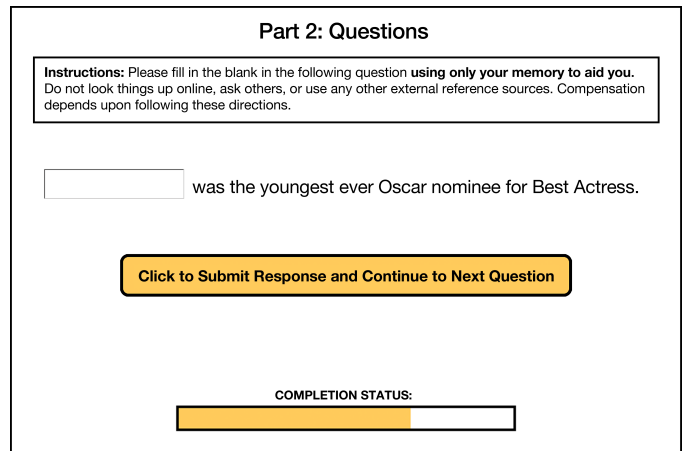 Part 2: Questions
Instructions: Please fill in the blank in the following question using only your memory to aid you.
Do not look things up online, ask others, or use any other external reference sources. Compensation
depends upon following these directions.
was the youngest ever Oscar nominee for Best Actress.
Click to Submit Response and Continue to Next Question
COMPLETION STATUS: